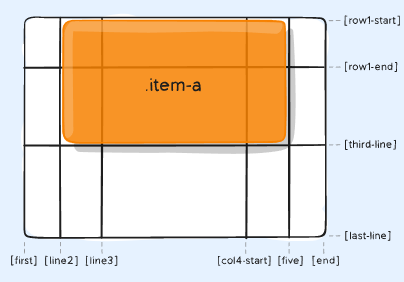 [row1-start]
[row1-end]
.item-a
[third-line]
[last-line]
[first] [line2] [line3] [col4-start] [five] [end]